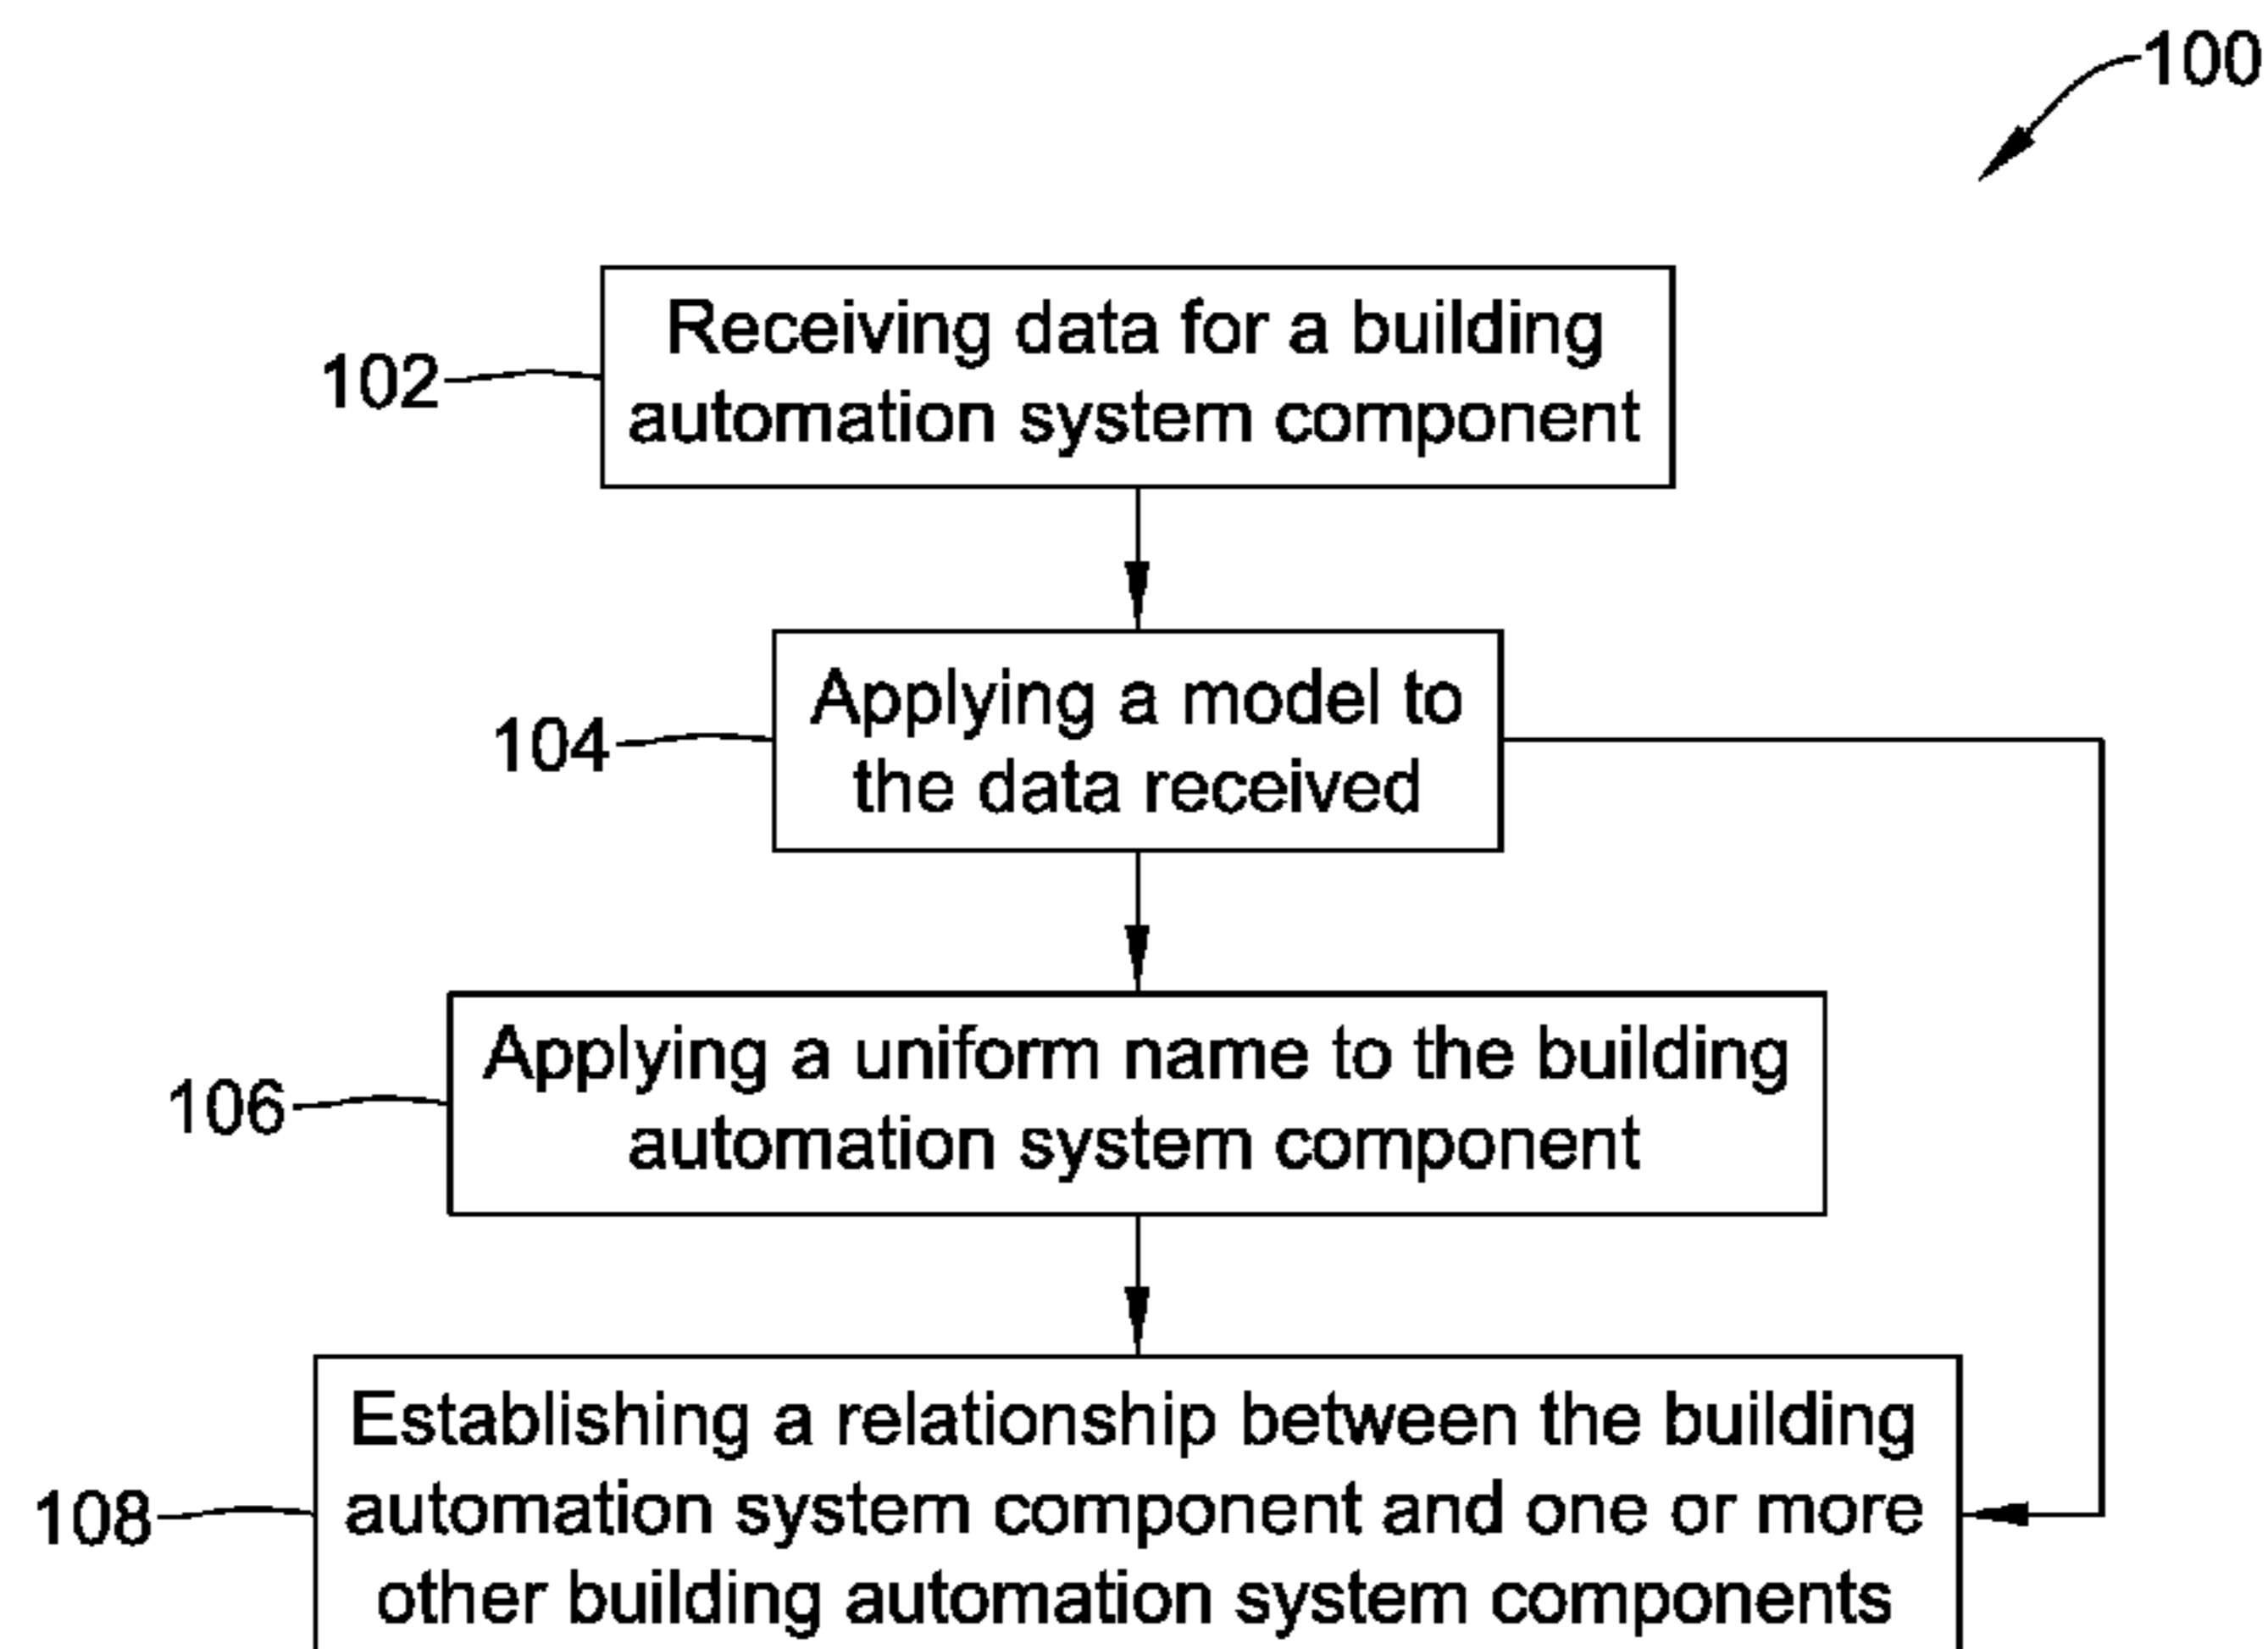 100
Receiving data for a building
automation system component
102
Applying a model to
the data received
104
Applying a uniform name to the building
automation system component
106
Establishing a relationship between the building
automation system component and one or more
other building automation system components
108